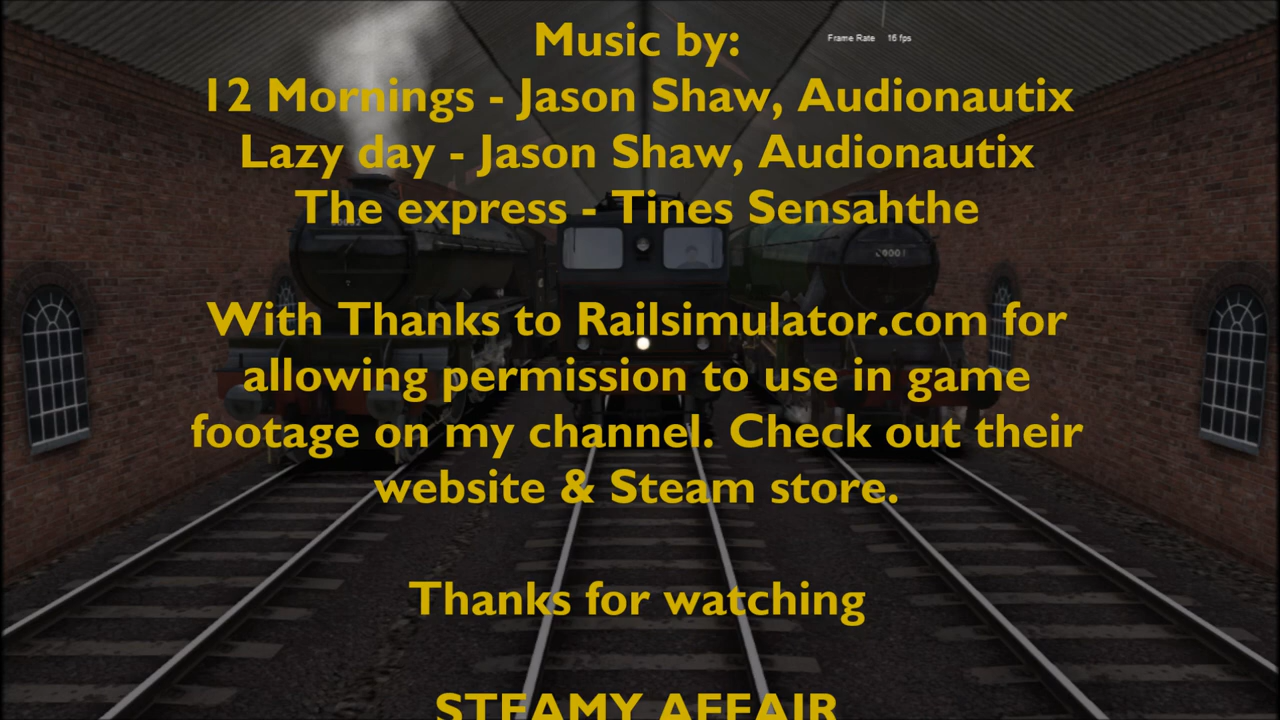 Music by:
Frame Rate 16 fps
12 Mornings - Jason Shaw, Audionautix
Lazy day - Jason Shaw, Audionautix
The express - Tines Sensahthe
With Thanks to Railsimulator.com for
allowing permission to use in game
footage on my channel. Check out their
website & Steam store.
Thanks for watching
STEAMY AFFAIR